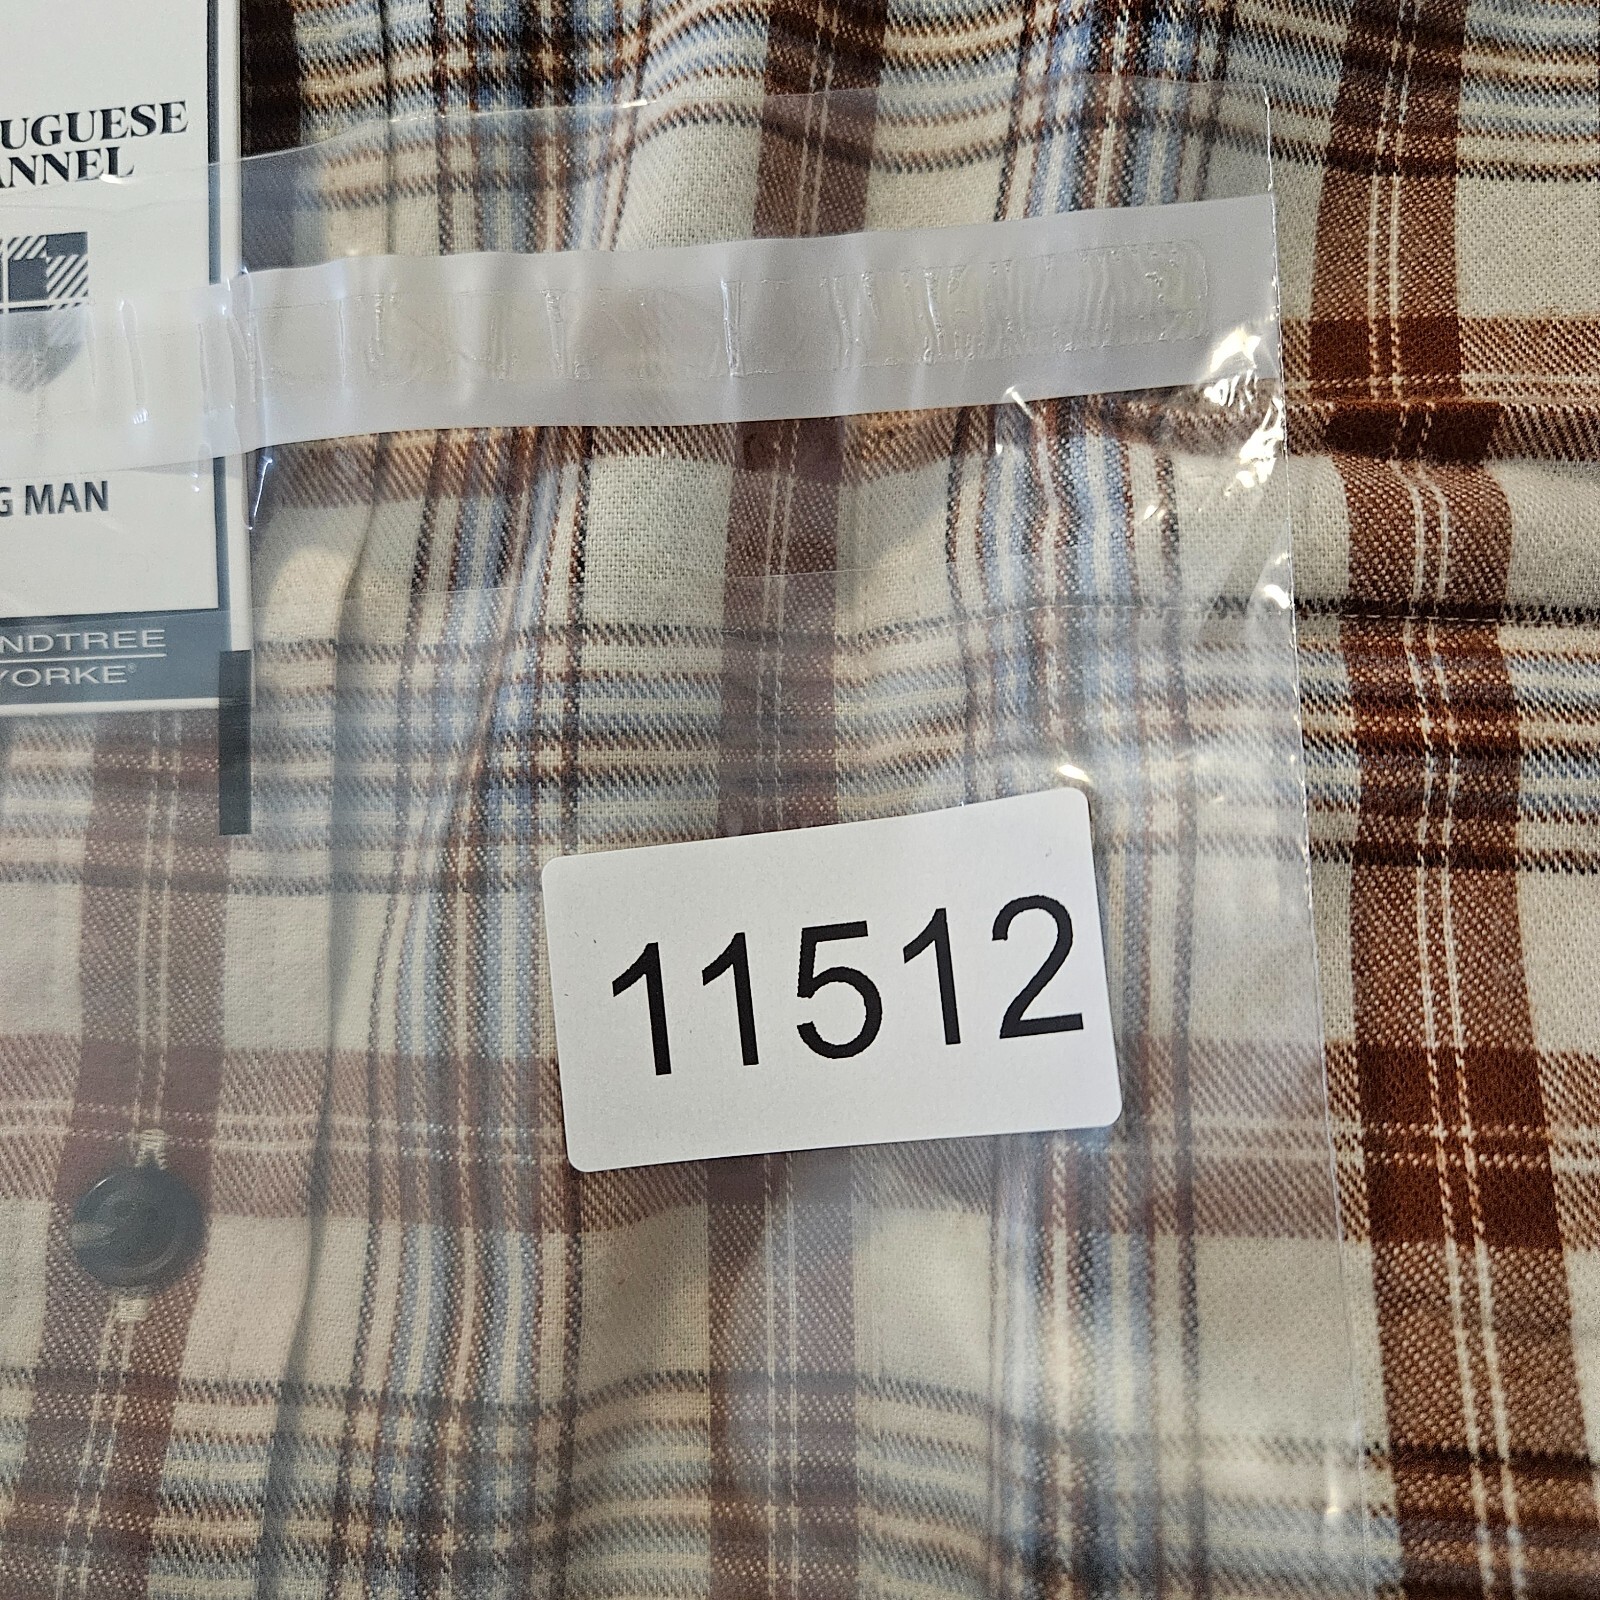 UGUESE
ANNEL
G MAN
NDTREE
YORKE®
11512